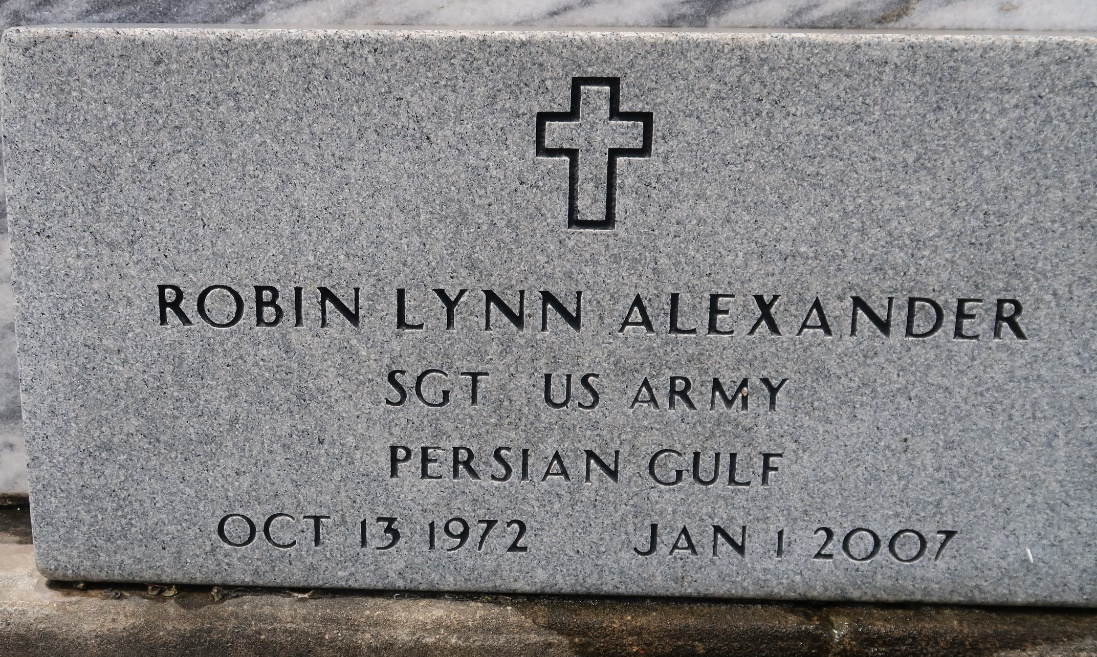 ROBIN LYNN ALEXANDER
SGT US ARMY
PERSIAN GULF
OCT 13 1972 JAN 1 2007